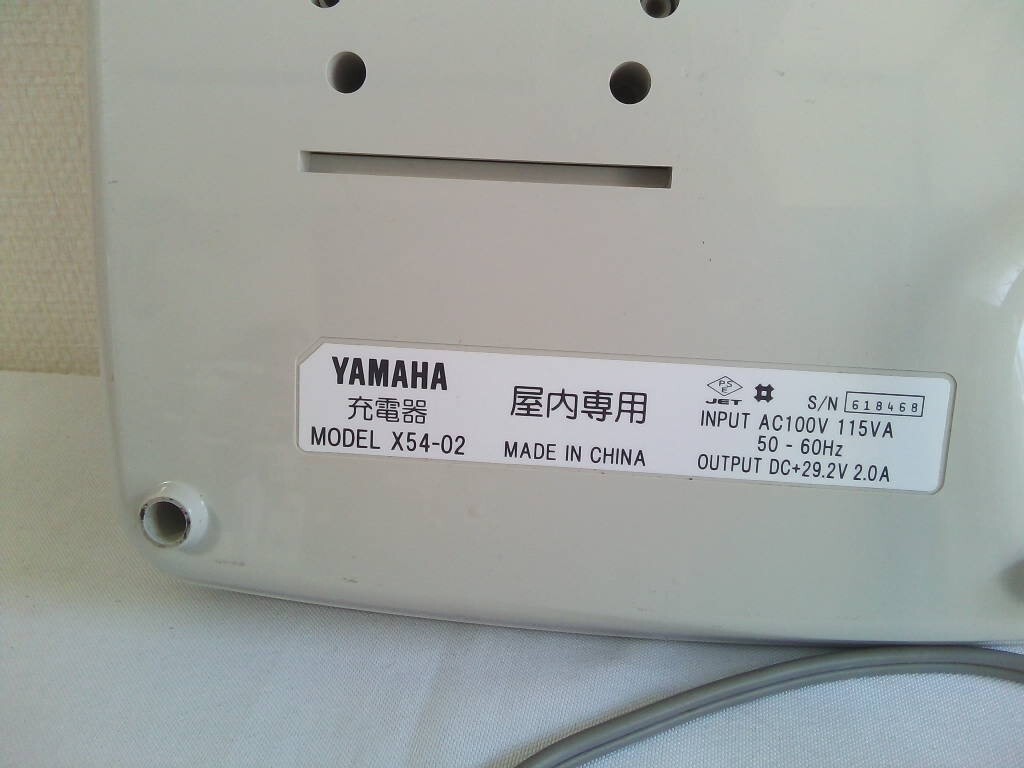 YAMAHA
充電器
MODEL X54-02
屋内専用
MADE IN CHINA
PSE
JET
S/N 618468
INPUT AC100V 115VA
50 - 60Hz
OUTPUT DC+29.2V 2.0A